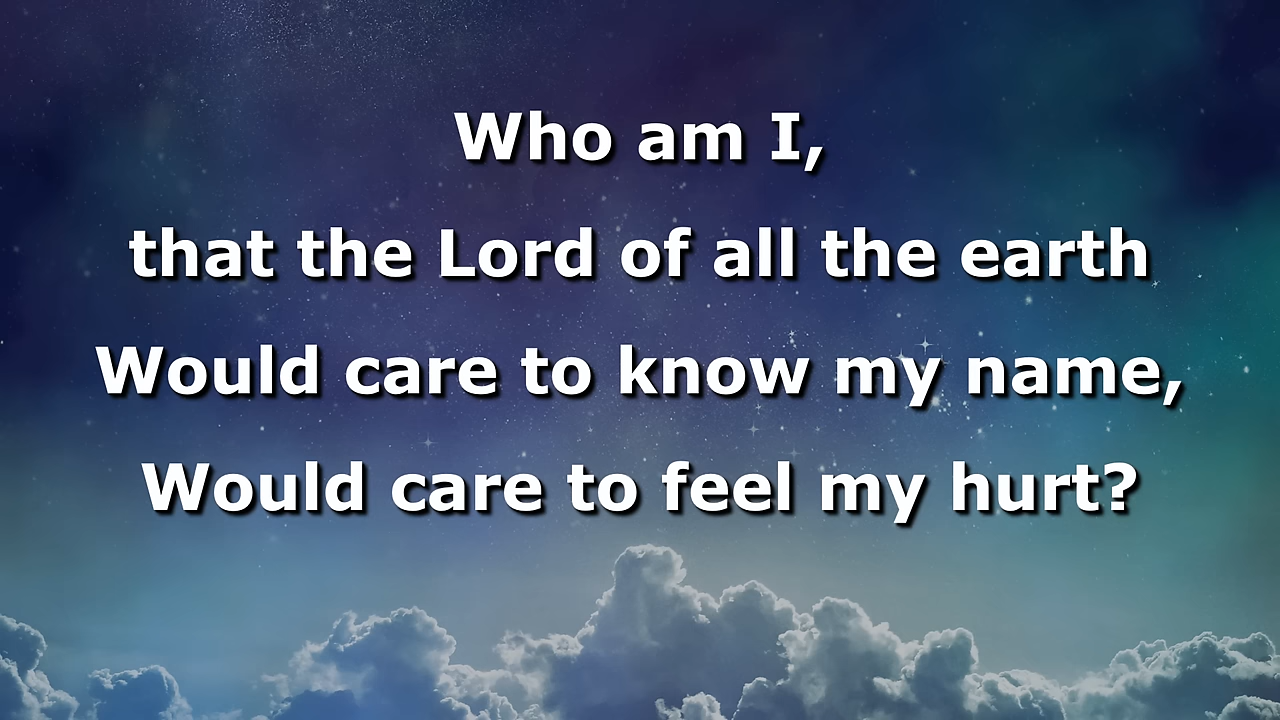 Who am I,
that the Lord of all the earth
Would care to know my name,
Would care to feel my hurt?